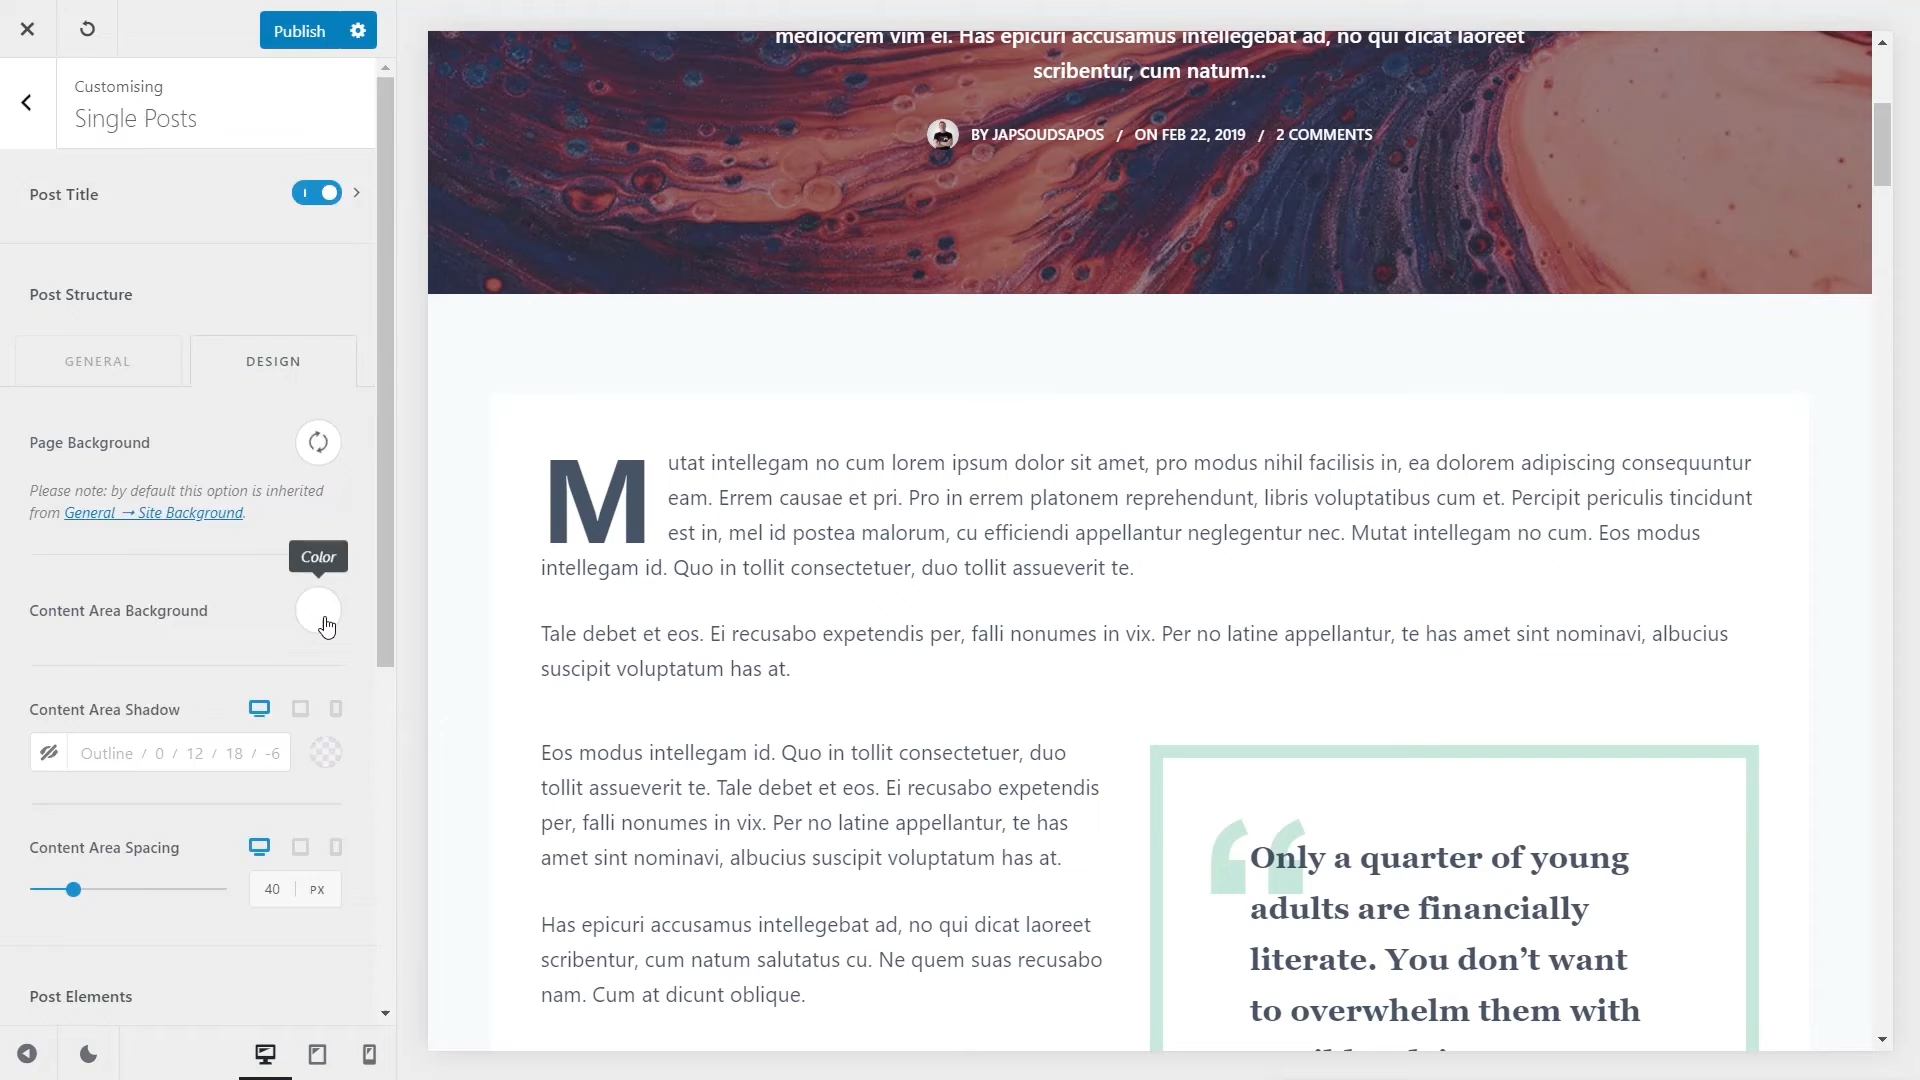 Publish
Customising
Single Posts
Post Title
Post Structure
GENERAL
DESIGN
Page Background
Please note: by default this option is inherited
from General → Site Background.
Color
Content Area Background
Content Area Shadow
Outline / 0 / 12 / 18 / -6
Content Area Spacing
40 PX
Post Elements
mediocrem vim ei. Has epicuri accusamus intellegebat ad, no qui dicat laoreet
scribentur, cum natum...
BY JAPSOUDSAPOS / ON FEB 22, 2019 / 2 COMMENTS
Mutat intellegam no cum lorem ipsum dolor sit amet, pro modus nihil facilisis in, ea dolorem adipiscing consequuntur
eam. Errem causae et pri. Pro in errem platonem reprehendunt, libris voluptatibus cum et. Percipit periculis tincidunt
est in, mel id postea malorum, cu efficiendi appellantur neglegentur nec. Mutat intellegam no cum. Eos modus
intellegam id. Quo in tollit consectetuer, duo tollit assueverit te.
Tale debet et eos. Ei recusabo expetendis per, falli nonumes in vix. Per no latine appellantur, te has amet sint nominavi, albucius
suscipit voluptatum has at.
Eos modus intellegam id. Quo in tollit consectetuer, duo
tollit assueverit te. Tale debet et eos. Ei recusabo expetendis
per, falli nonumes in vix. Per no latine appellantur, te has
amet sint nominavi, albucius suscipit voluptatum has at.
Has epicuri accusamus intellegebat ad, no qui dicat laoreet
scribentur, cum natum salutatus cu. Ne quem suas recusabo
nam. Cum at dicunt oblique.
“
Only a quarter of young
adults are financially
literate. You don’t want
to overwhelm them with